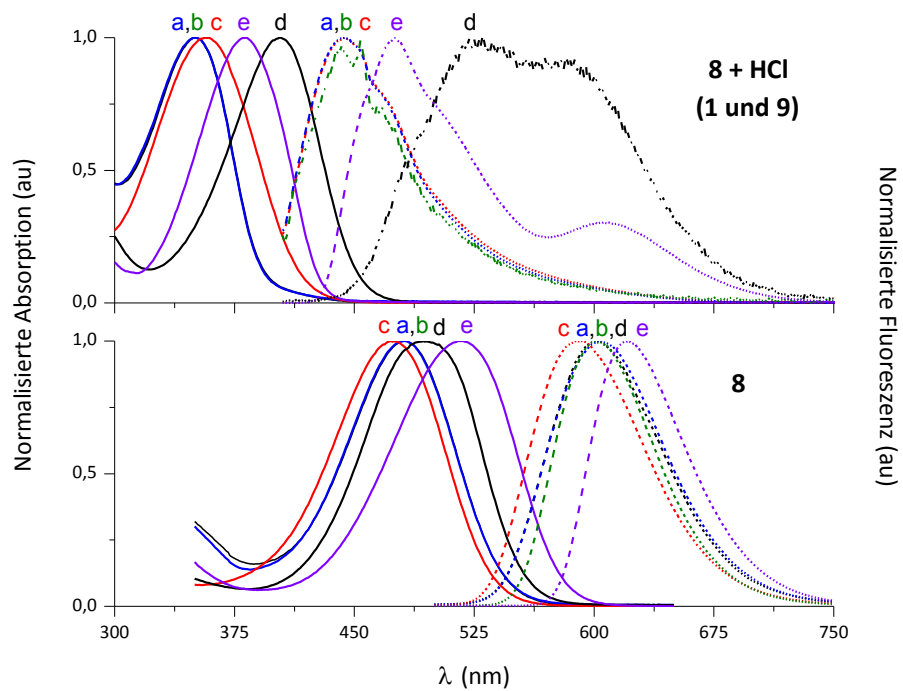 a,b c e d a,b c d
1,0
8 + HCl
(1 und 9)
0,5
0,0
c a,b d e c a,b,d e
1,0
8
0,5
0,0
300 375 450 525 600 675 750
λ (nm)
Normalisierte Absorption (au)
Normalisierte Fluoreszenz (au)